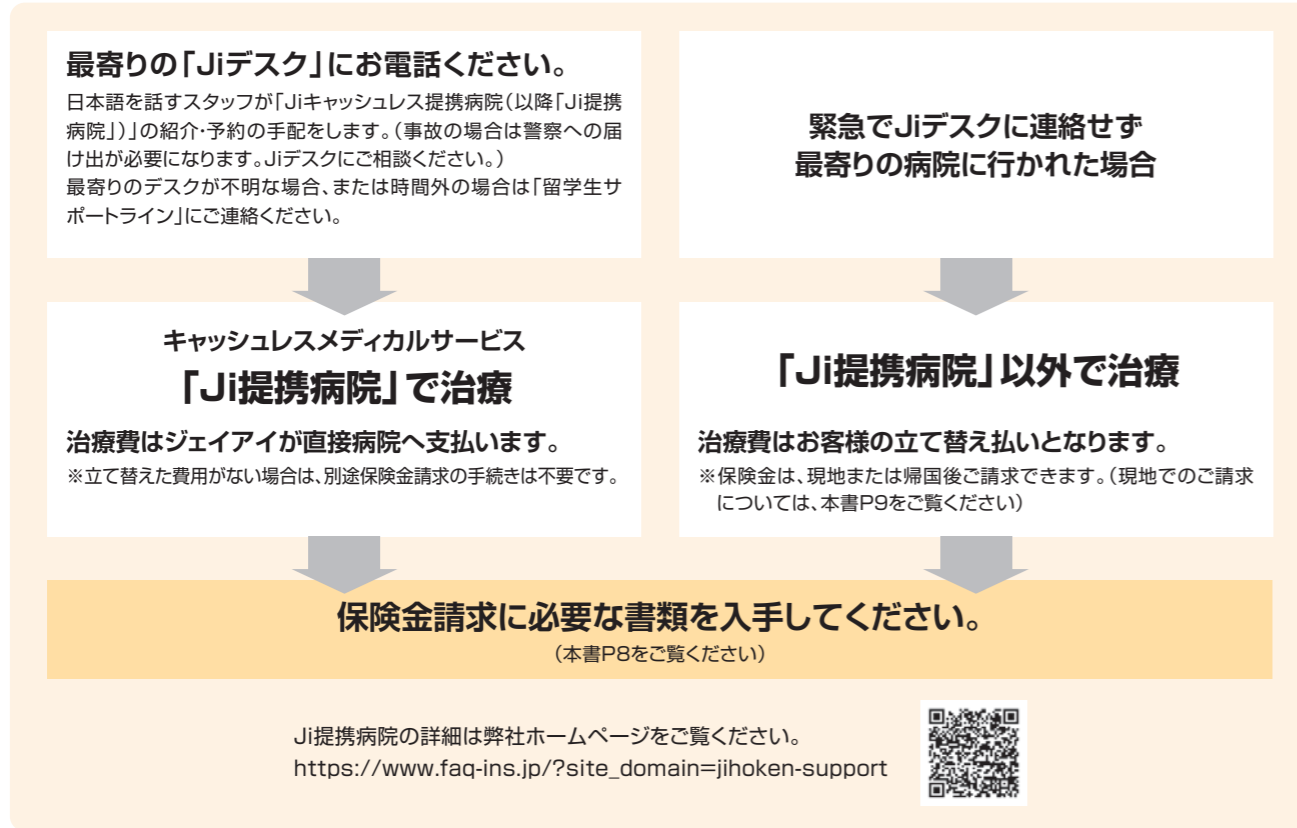 最寄りの「Jiデスク」にお電話ください。
日本語を話すスタッフが「Jiキャッシュレス提携病院(以降「Ji提携
病院」)」の紹介・予約の手配をします。(事故の場合は警察への届
け出が必要になります。Jiデスクにご相談ください。)
最寄りのデスクが不明な場合、または時間外の場合は「留学生サ
ポートライン」にご連絡ください。
緊急でJiデスクに連絡せず
最寄りの病院に行かれた場合
キャッシュレスメディカルサービス
「Ji提携病院」で治療
治療費はジェイアイが直接病院へ支払います。
※立て替えた費用がない場合は、別途保険金請求の手続きは不要です。
「Ji提携病院」以外で治療
治療費はお客様の立て替え払いとなります。
※保険金は、現地または帰国後ご請求できます。(現地でのご請求
については、本書P9をご覧ください)
保険金請求に必要な書類を入手してください。
(本書P8をご覧ください)
Ji提携病院の詳細は弊社ホームページをご覧ください。
https://www.faq-ins.jp/?site_domain=jihoken-support